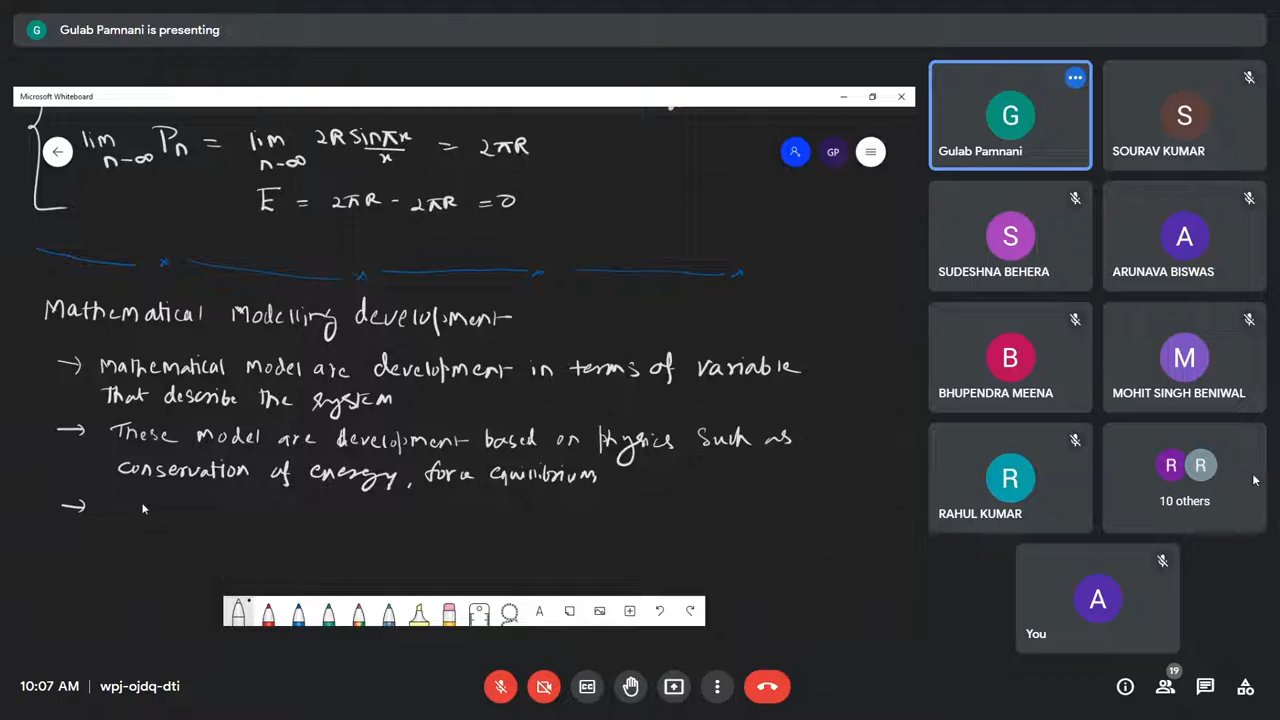 G Gulab Pamnani is presenting
Microsoft Whiteboard
lim n→∞ Pn = lim n→∞ 2R sinπx/x = 2πR
GP
E = 2πR - 2πR = 0
Mathematical Modelling development
→ Mathematical model are development in terms of variable
that describe the system
→ These model are development based on physics such as
conservation of energy, for a equilibrium
→
A
G
Gulab Pamnani
S
SOURAV KUMAR
S
SUDESHNA BEHERA
A
ARUNAVA BISWAS
B
BHUPENDRA MEENA
M
MOHIT SINGH BENIWAL
R
RAHUL KUMAR
R R
10 others
A
You
10:07 AM | wpj-ojdq-dti
CC
19